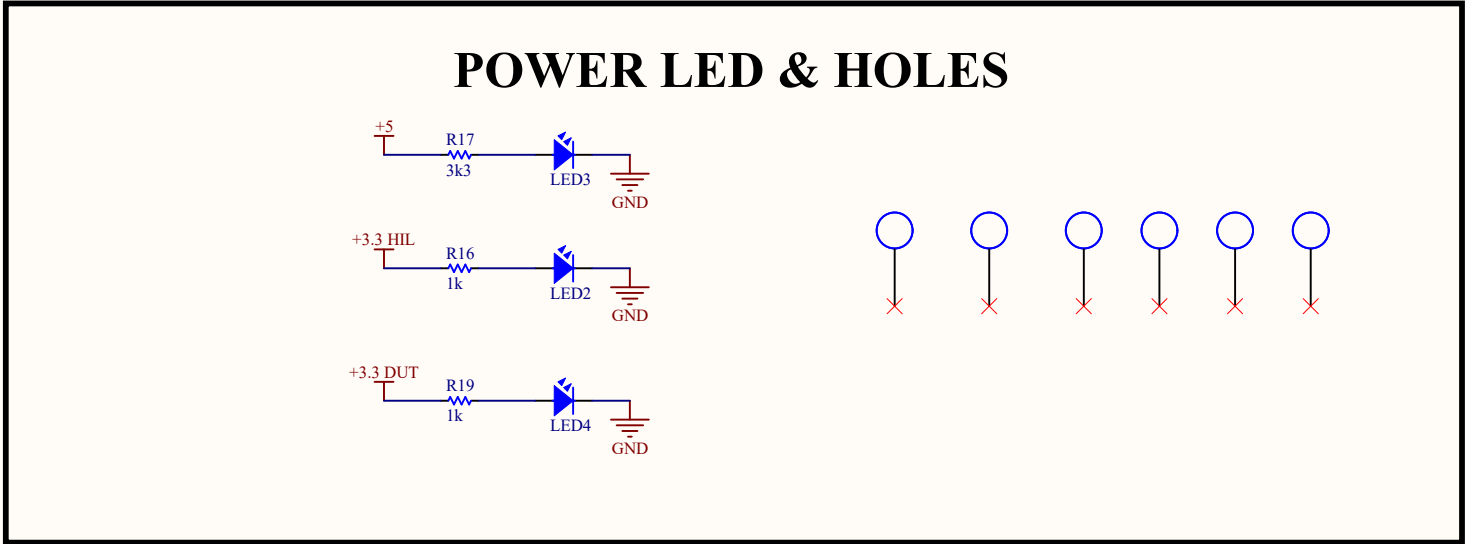 POWER LED & HOLES
+5
R17
3k3
LED3
GND
+3.3 HIL
R16
1k
LED2
GND
+3.3 DUT
R19
1k
LED4
GND